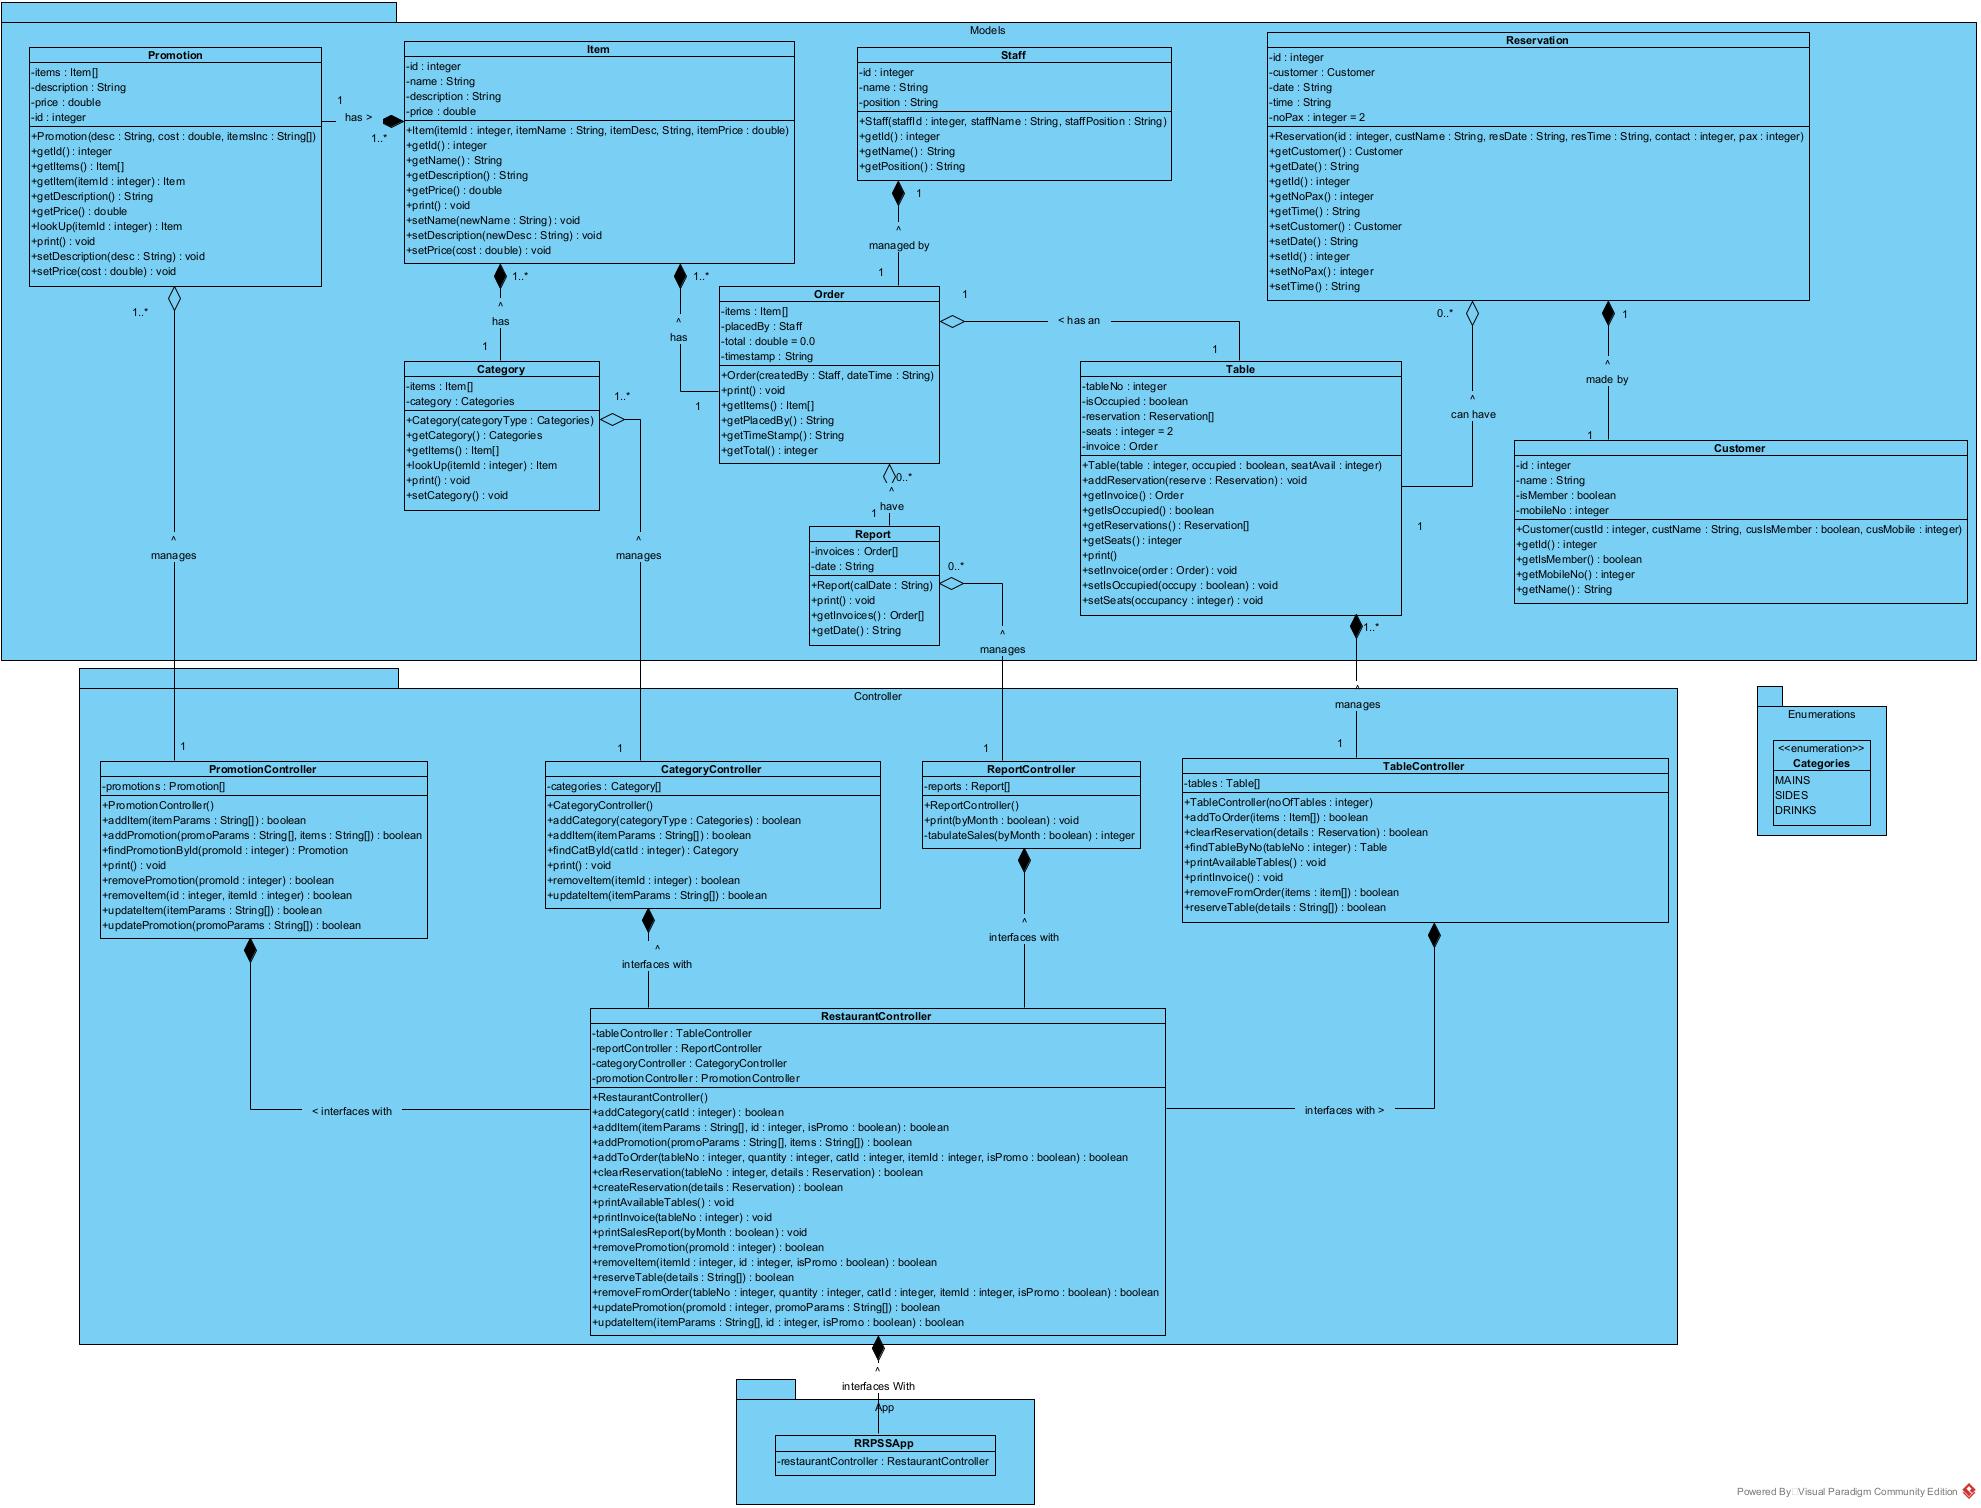 Models
Promotion
-items : Item[]
-description : String
-price : double
-id : integer
+Promotion(desc : String, cost : double, itemsInc : String[])
+getId() : integer
+getItems() : Item[]
+getItem(itemId : integer) : Item
+getDescription() : String
+getPrice() : double
+lookUp(itemId : integer) : Item
+print() : void
+setDescription(desc : String) : void
+setPrice(cost : double) : void
1
has >
1..*
Item
-id : integer
-name : String
-description : String
-price : double
+Item(itemId : integer, itemName : String, itemDesc, String, itemPrice : double)
+getId() : integer
+getName() : String
+getDescription() : String
+getPrice() : double
+print() : void
+setName(newName : String) : void
+setDescription(newDesc : String) : void
+setPrice(cost : double) : void
Staff
-id : integer
-name : String
-position : String
+Staff(staffId : integer, staffName : String, staffPosition : String)
+getId() : integer
+getName() : String
+getPosition() : String
1
^
managed by
1
Reservation
-id : integer
-customer : Customer
-date : String
-time : String
-noPax : integer = 2
+Reservation(id : integer, custName : String, resDate : String, resTime : String, contact : integer, pax : integer)
+getCustomer() : Customer
+getDate() : String
+getId() : integer
+getNoPax() : integer
+getTime() : String
+setCustomer() : Customer
+setDate() : String
+setId() : integer
+setNoPax() : integer
+setTime() : String
1..*
^
has
1
1..*
^
has
1
Order
-items : Item[]
-placedBy : Staff
-total : double = 0.0
-timestamp : String
+Order(createdBy : Staff, dateTime : String)
+print() : void
+getItems() : Item[]
+getPlacedBy() : String
+getTimeStamp() : String
+getTotal() : integer
1
< has an
1
0..*
^
can have
1
1
^
made by
1
Category
-items : Item[]
-category : Categories
+Category(categoryType : Categories)
+getCategory() : Categories
+getItems() : Item[]
+lookUp(itemId : integer) : Item
+print() : void
+setCategory() : void
Table
-tableNo : integer
-isOccupied : boolean
-reservation : Reservation[]
-seats : integer = 2
-invoice : Order
+Table(table : integer, occupied : boolean, seatAvail : integer)
+addReservation(reserve : Reservation) : void
+getInvoice() : Order
+getIsOccupied() : boolean
+getReservations() : Reservation[]
+getSeats() : integer
+print()
+setInvoice(order : Order) : void
+setIsOccupied(occupy : boolean) : void
+setSeats(occupancy : integer) : void
Customer
-id : integer
-name : String
-isMember : boolean
-mobileNo : integer
+Customer(custId : integer, custName : String, cusIsMember : boolean, cusMobile : integer)
+getId() : integer
+getIsMember() : boolean
+getMobileNo() : integer
+getName() : String
0..*
^
have
1
Report
-invoices : Order[]
-date : String
+Report(calDate : String)
+print() : void
+getInvoices() : Order[]
+getDate() : String
1..*
^
manages
1
1..*
^
manages
1
0..*
^
manages
1
1..*
^
manages
1
Controller
PromotionController
-promotions : Promotion[]
+PromotionController()
+addItem(itemParams : String[]) : boolean
+addPromotion(promoParams : String[], items : String[]) : boolean
+findPromotionById(promoId : integer) : Promotion
+print() : void
+removePromotion(promoId : integer) : boolean
+removeItem(id : integer, itemId : integer) : boolean
+updateItem(itemParams : String[]) : boolean
+updatePromotion(promoParams : String[]) : boolean
CategoryController
-categories : Category[]
+CategoryController()
+addCategory(categoryType : Categories) : boolean
+addItem(itemParams : String[]) : boolean
+findCatById(catId : integer) : Category
+print() : void
+removeItem(itemId : integer) : boolean
+updateItem(itemParams : String[]) : boolean
ReportController
-reports : Report[]
+ReportController()
+print(byMonth : boolean) : void
-tabulateSales(byMonth : boolean) : integer
TableController
-tables : Table[]
+TableController(noOfTables : integer)
+addToOrder(items : Item[]) : boolean
+clearReservation(details : Reservation) : boolean
+findTableByNo(tableNo : integer) : Table
+printAvailableTables() : void
+printInvoice() : void
+removeFromOrder(items : item[]) : boolean
+reserveTable(details : String[]) : boolean
Enumerations
<<enumeration>>
Categories
MAINS
SIDES
DRINKS
^
interfaces with
^
interfaces with
< interfaces with
interfaces with >
RestaurantController
-tableController : TableController
-reportController : ReportController
-categoryController : CategoryController
-promotionController : PromotionController
+RestaurantController()
+addCategory(catId : integer) : boolean
+addItem(itemParams : String[], id : integer, isPromo : boolean) : boolean
+addPromotion(promoParams : String[], items : String[]) : boolean
+addToOrder(tableNo : integer, quantity : integer, catId : integer, itemId : integer, isPromo : boolean) : boolean
+clearReservation(tableNo : integer, details : Reservation) : boolean
+createReservation(details : Reservation) : boolean
+printAvailableTables() : void
+printInvoice(tableNo : integer) : void
+printSalesReport(byMonth : boolean) : void
+removePromotion(promoId : integer) : boolean
+removeItem(itemId : integer, id : integer, isPromo : boolean) : boolean
+reserveTable(details : String[]) : boolean
+removeFromOrder(tableNo : integer, quantity : integer, catId : integer, itemId : integer, isPromo : boolean) : boolean
+updatePromotion(promoId : integer, promoParams : String[]) : boolean
+updateItem(itemParams : String[], id : integer, isPromo : boolean) : boolean
^
interfaces With
App
RRPSSApp
-restaurantController : RestaurantController
Powered By Visual Paradigm Community Edition